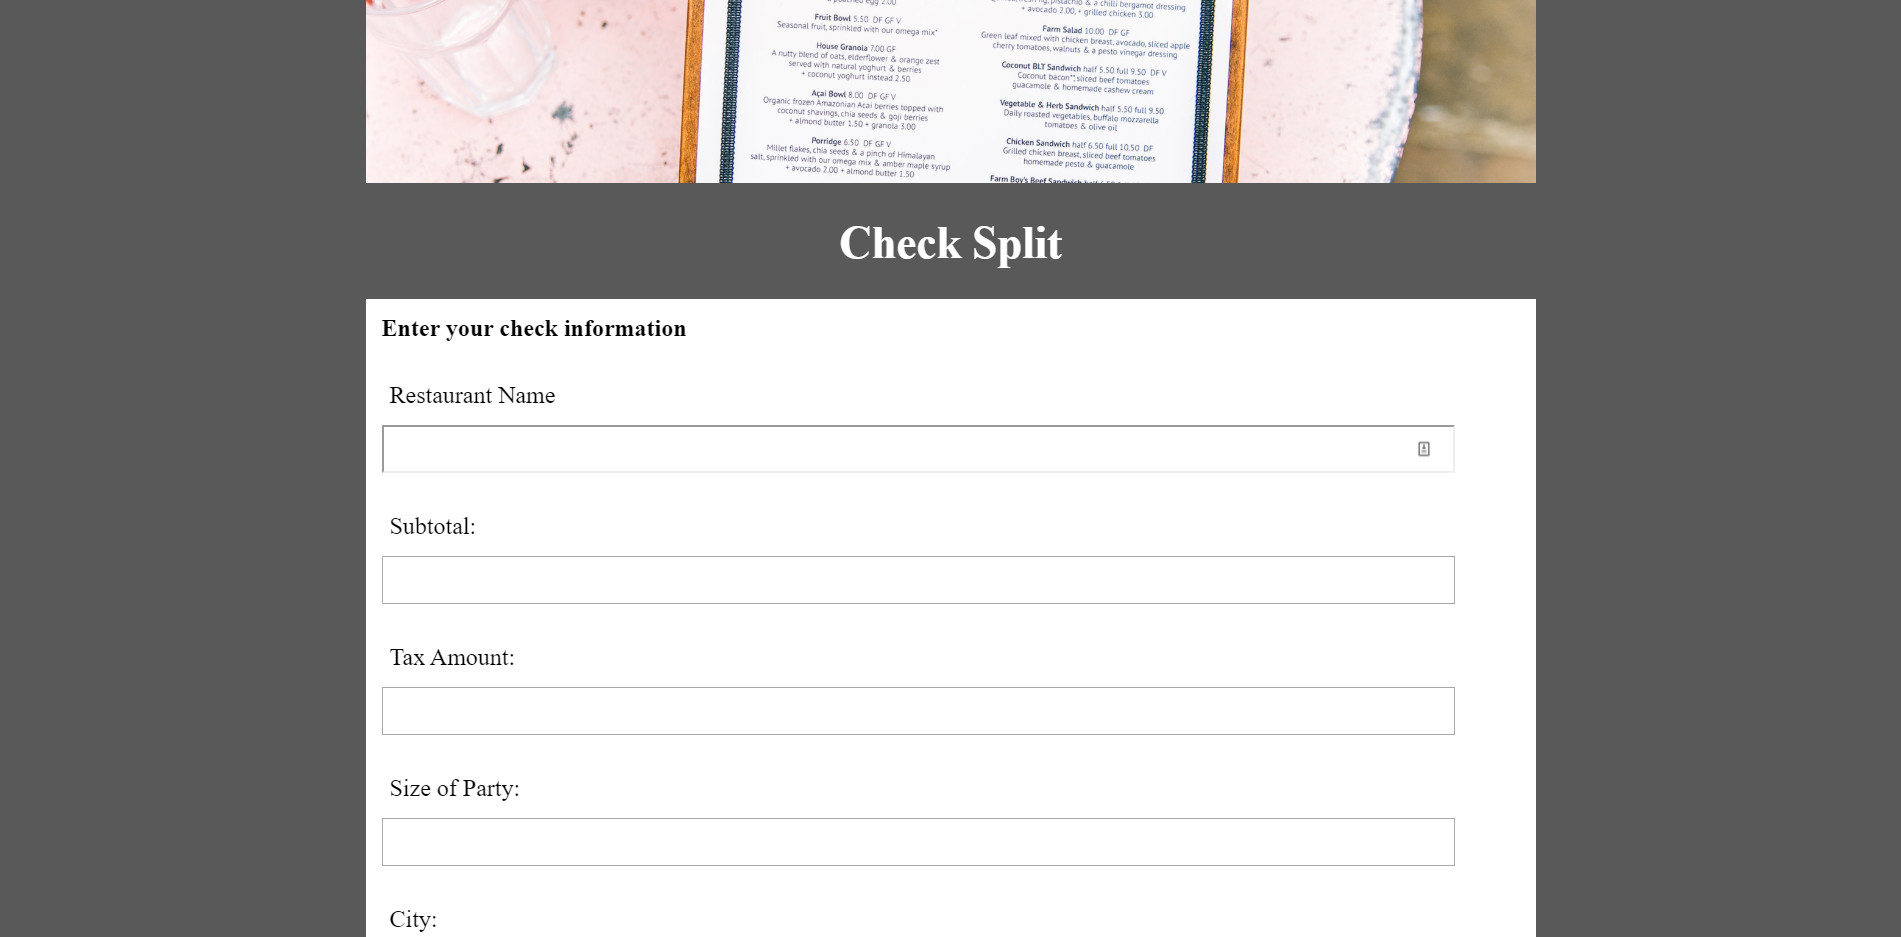 poached egg 2.00
Fruit Bowl 5.50 DF GF V
Seasonal fruit, sprinkled with our omega mix*
House Granola 7.00 GF
A nutty blend of oats, elderflower & orange zest
served with natural yoghurt & berries
+ coconut yoghurt instead 2.50
Açai Bowl 8.00 DF GF V
Organic frozen Amazonian Acai berries topped with
coconut shavings, chia seeds & goji berries
+ almond butter 1.50 + granola 3.00
Porridge 6.50 DF GF V
Millet flakes, chia seeds & a pinch of Himalayan
salt, sprinkled with our omega mix & amber maple syrup
+ avocado 2.00 + almond butter 1.50
pistachio & a chilli bergamot dressing
+ avocado 2.00, + grilled chicken 3.00
Farm Salad 10.00 DF GF
Green leaf mixed with chicken breast, avocado, sliced apple
cherry tomatoes, walnuts & a pesto vinegar dressing
Coconut BLT Sandwich half 5.50 full 9.50 DF V
Coconut bacon**, sliced beef tomatoes
guacamole & homemade cashew cream
Vegetable & Herb Sandwich half 5.50 full 9.50
Daily roasted vegetables, buffalo mozzarella
tomatoes & olive oil
Chicken Sandwich half 6.50 full 10.50 DF
Grilled chicken breast, sliced beef tomatoes
homemade pesto & guacamole
Farm Boy's Beef Sandwich half
Check Split
Enter your check information
Restaurant Name
Subtotal:
Tax Amount:
Size of Party:
City: